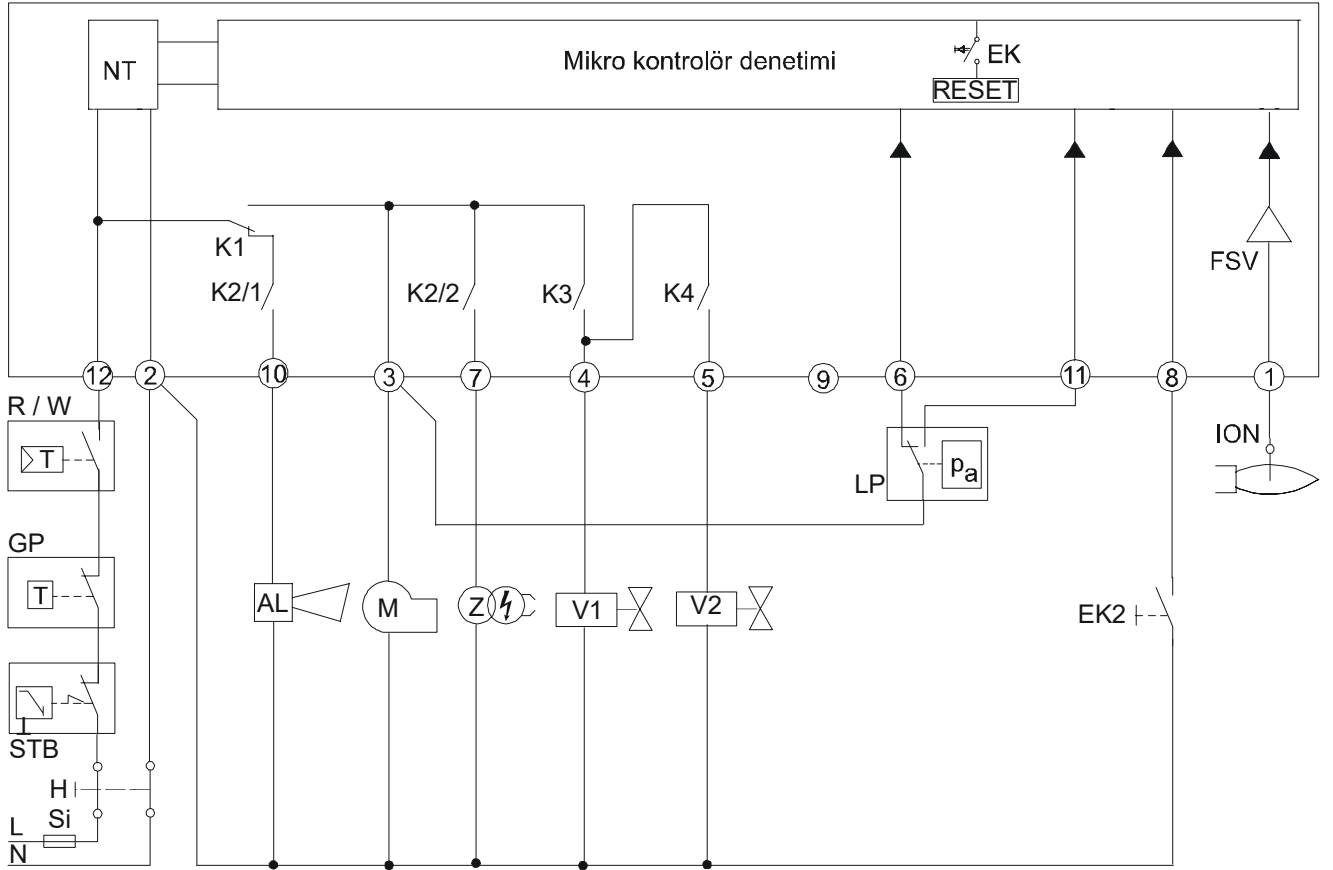 NT
Mikro kontrolör denetimi
EK
RESET
FSV
K1
K2/1
K2/2
K3
K4
12
2
10
3
7
4
5
9
6
11
8
1
R / W
T
ION
LP
pa
GP
T
AL
M
Z
V1
V2
EK2
STB
H
Si
L
N